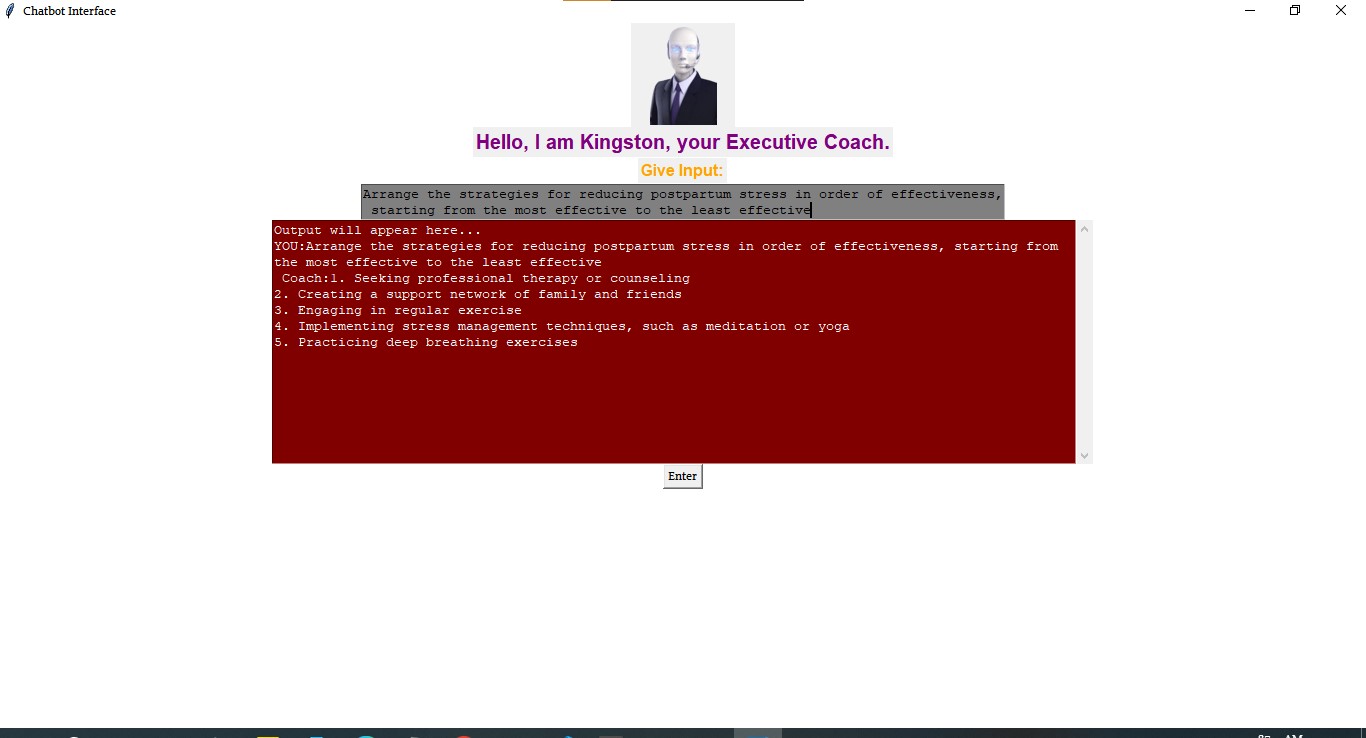 Chatbot Interface
Hello, I am Kingston, your Executive Coach.
Give Input:
Arrange the strategies for reducing postpartum stress in order of effectiveness,
starting from the most effective to the least effective
Output will appear here...
YOU:Arrange the strategies for reducing postpartum stress in order of effectiveness, starting from
the most effective to the least effective
Coach:1. Seeking professional therapy or counseling
2. Creating a support network of family and friends
3. Engaging in regular exercise
4. Implementing stress management techniques, such as meditation or yoga
5. Practicing deep breathing exercises
Enter